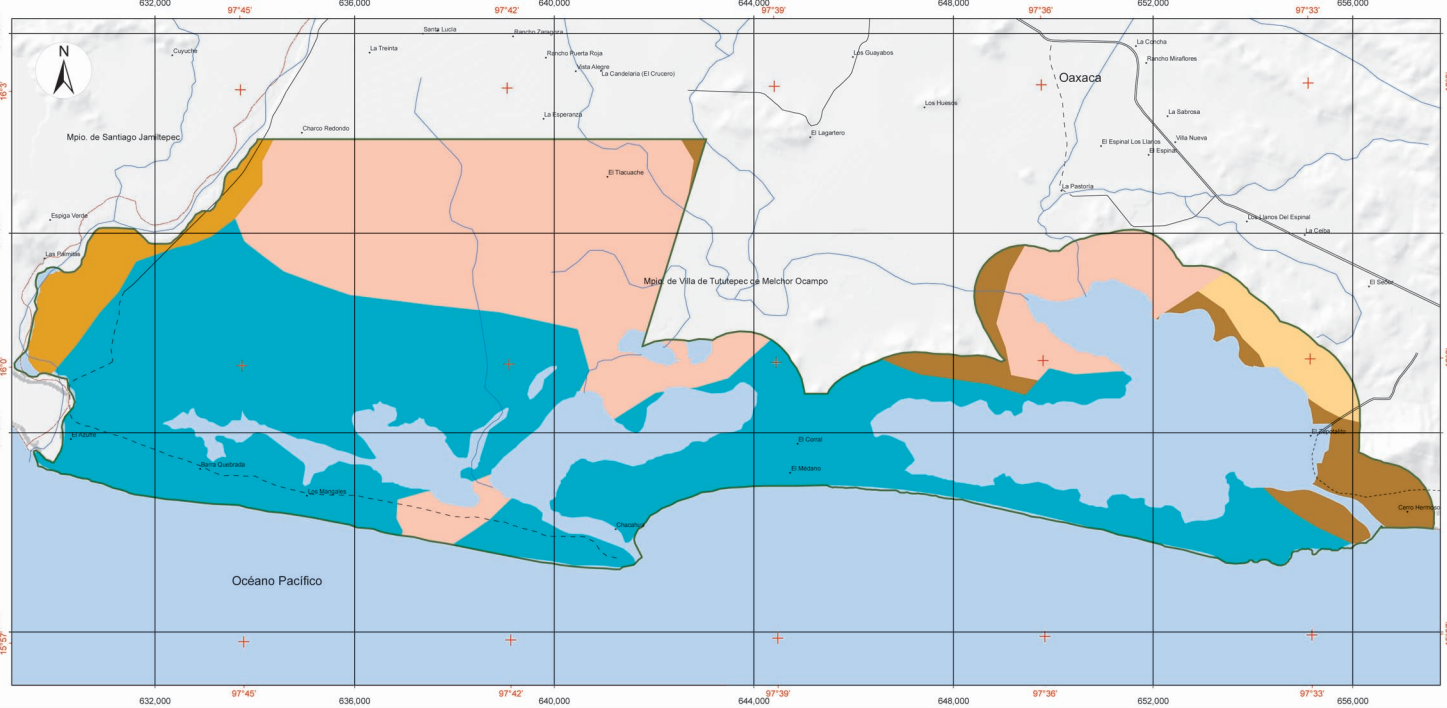 632,000 636,000 640,000 644,000 648,000 652,000 656,000
97°45' 97°42' 97°39' 97°36' 97°33'
N
Cuyuche
La Treinta
Santa Lucia
Rancho Zaragoza
Rancho Puerta Roja
Vista Alegre
La Candelaria (El Crucero)
Los Guayabos
La Concha
Rancho Miraflores
Oaxaca
16°3'
Los Huesos
La Sabrosa
La Esperanza
Charco Redondo
Mpio. de Santiago Jamiltepec
El Lagartero
El Espinal Los Llanos
Villa Nueva
El Espinal
El Tlacuache
La Pastoria
Espiga Verde
Los Llanos Del Espinal
La Ceiba
Las Palmitas
Mpio. de Villa de Tututepec de Melchor Ocampo
16°0'
El Azufre
El Corral
El Zapotalito
Barra Quebrada
El Médano
Los Mangales
Cerro Hermoso
Chacahua
Océano Pacífico
15°57'
97°45' 97°42' 97°39' 97°36' 97°33'
632,000 636,000 640,000 644,000 648,000 652,000 656,000